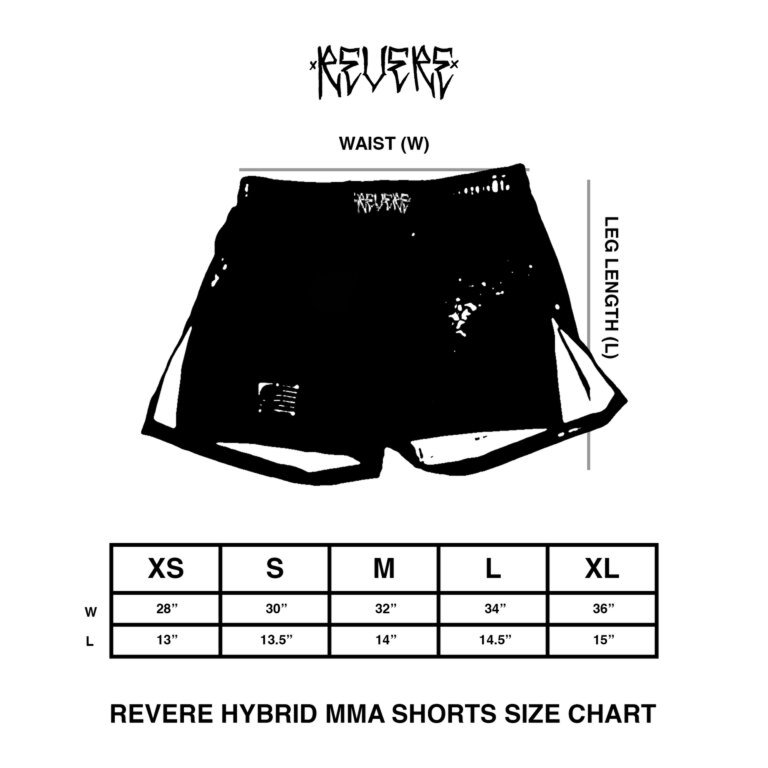 REVERE
WAIST (W)
REVERE
LEG LENGTH (L)
XS S M L XL
W 28” 30” 32” 34” 36”
L 13” 13.5” 14” 14.5” 15”
REVERE HYBRID MMA SHORTS SIZE CHART